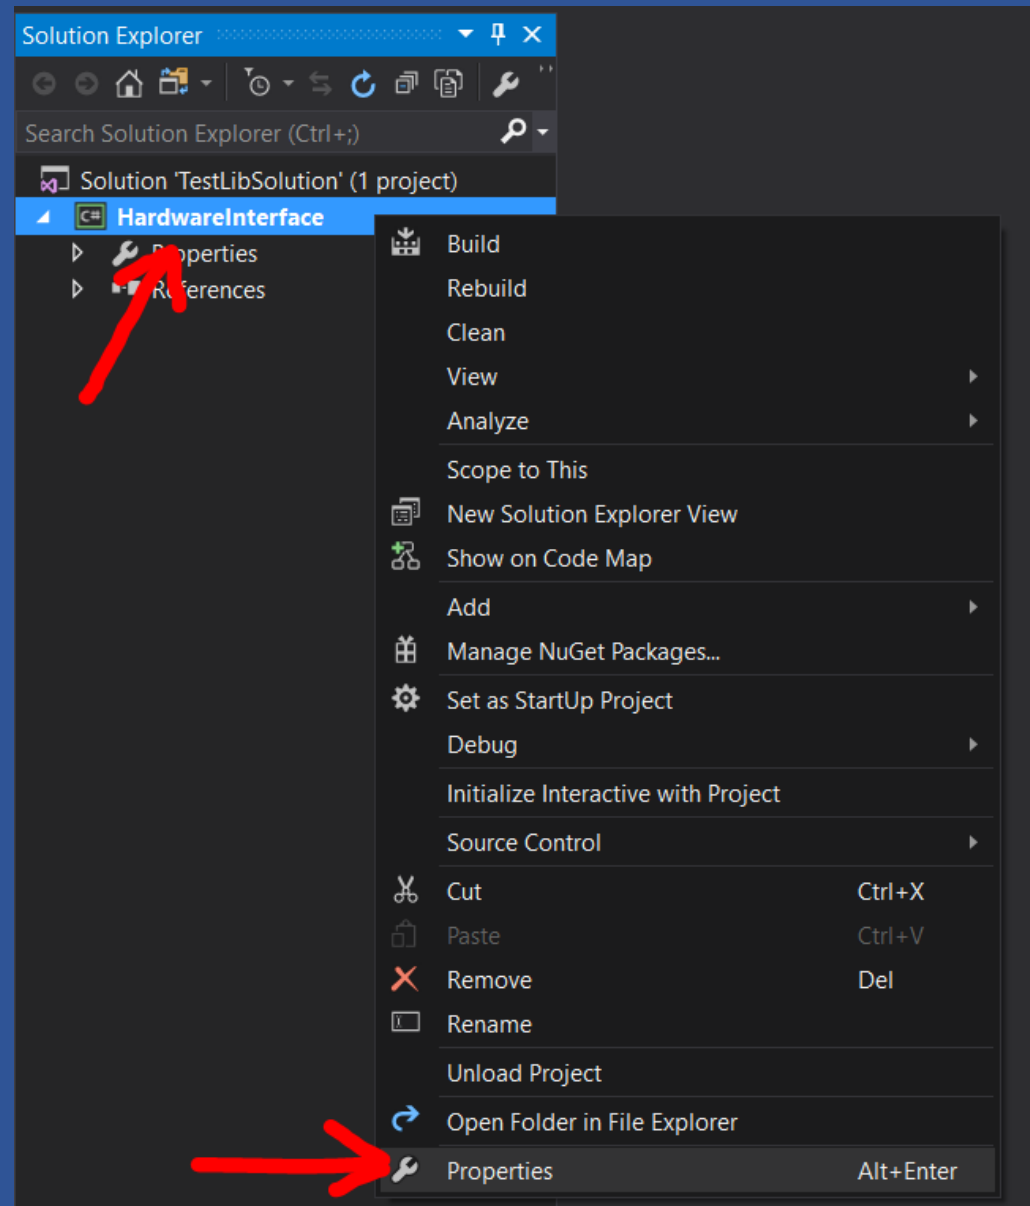 Solution Explorer
Search Solution Explorer (Ctrl+;)
Solution 'TestLibSolution' (1 project)
C# HardwareInterface
Properties
References
Build
Rebuild
Clean
View
Analyze
Scope to This
New Solution Explorer View
Show on Code Map
Add
Manage NuGet Packages...
Set as StartUp Project
Debug
Initialize Interactive with Project
Source Control
Cut Ctrl+X
Paste Ctrl+V
Remove Del
Rename
Unload Project
Open Folder in File Explorer
Properties Alt+Enter